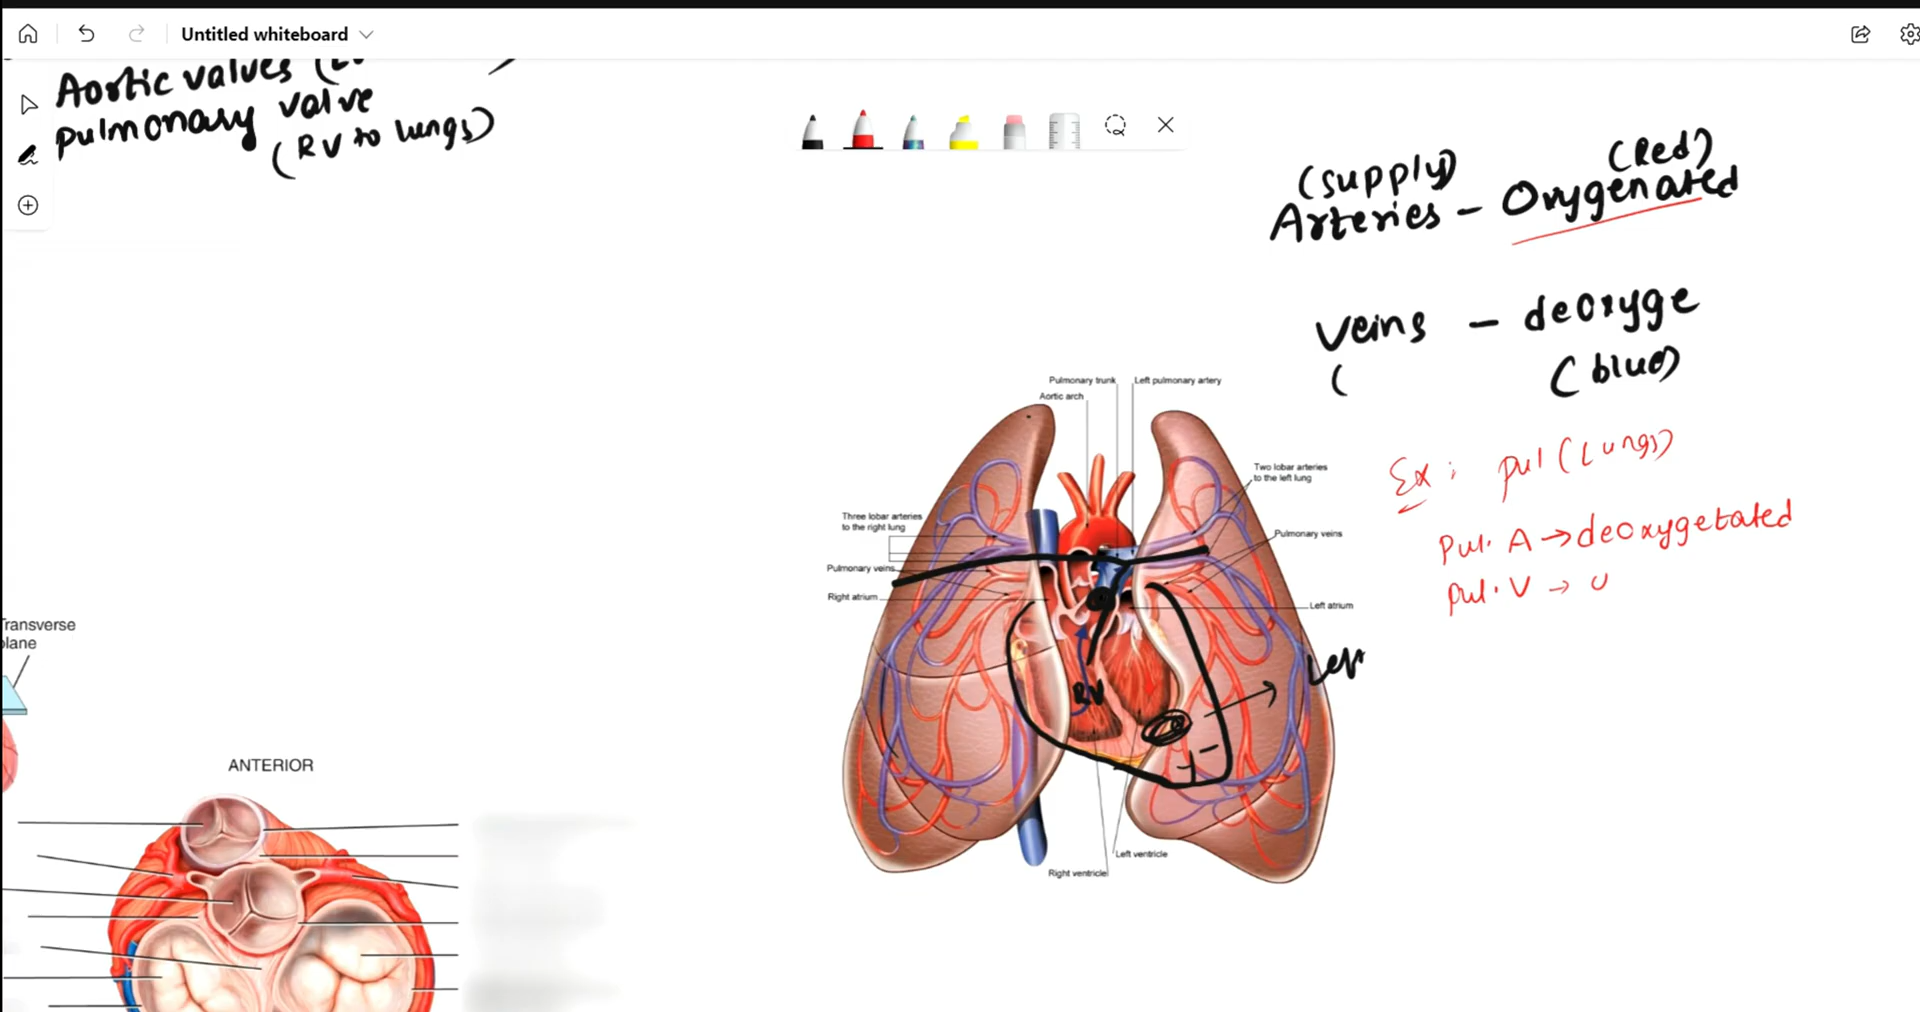 Untitled whiteboard
Aortic valves (L
pulmonary valve
(RV to lungs)
(supply)
(Red)
Arteries - Oxygenated
Veins - deoxyge
(
(blue)
Ex: pul (Lungs)
Pul. A → deoxygetated
Pul. V → O
Pulmonary trunk
Left pulmonary artery
Aortic arch
Two lobar arteries
to the left lung
Three lobar arteries
to the right lung
Pulmonary veins
Pulmonary veins
Right atrium
Left atrium
Left
RV
Left ventricle
Right ventricle
Transverse
plane
ANTERIOR